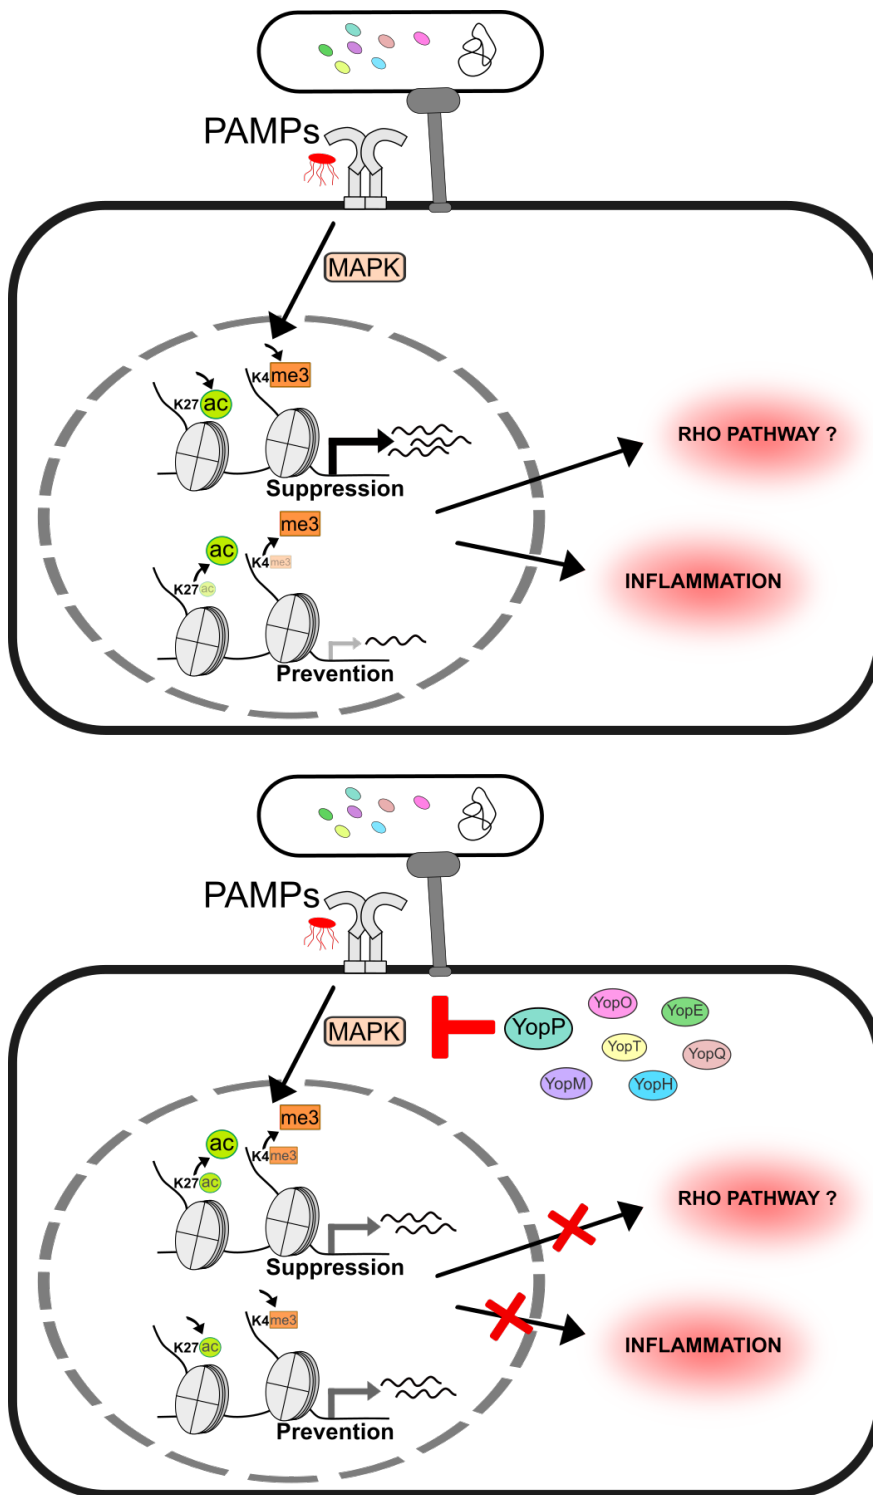 PAMPs
MAPK
K4 me3
K27 ac
RHO PATHWAY ?
Suppression
me3
ac
K4 me3
K27 ac
INFLAMMATION
Prevention
PAMPs
YopO
YopE
YopP
MAPK
YopT
YopQ
YopM
YopH
me3
ac
K4 me3
K27 ac
RHO PATHWAY ?
Suppression
K4 me3
K27 ac
INFLAMMATION
Prevention